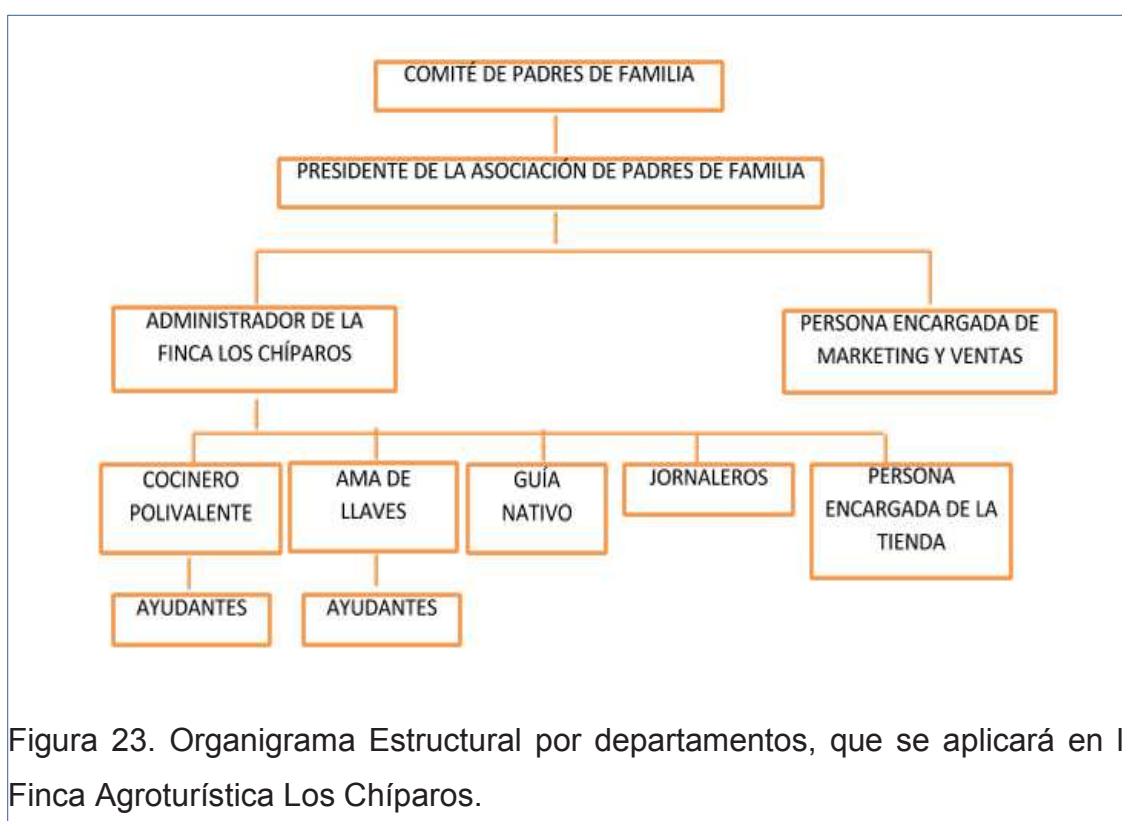 COMITÉ DE PADRES DE FAMILIA
PRESIDENTE DE LA ASOCIACIÓN DE PADRES DE FAMILIA
ADMINISTRADOR DE LA
FINCA LOS CHÍPAROS
PERSONA ENCARGADA DE
MARKETING Y VENTAS
COCINERO
POLIVALENTE
AMA DE
LLAVES
GUÍA
NATIVO
JORNALEROS
PERSONA
ENCARGADA DE LA
TIENDA
AYUDANTES
AYUDANTES
Figura 23. Organigrama Estructural por departamentos, que se aplicará en l
Finca Agroturística Los Chíparos.